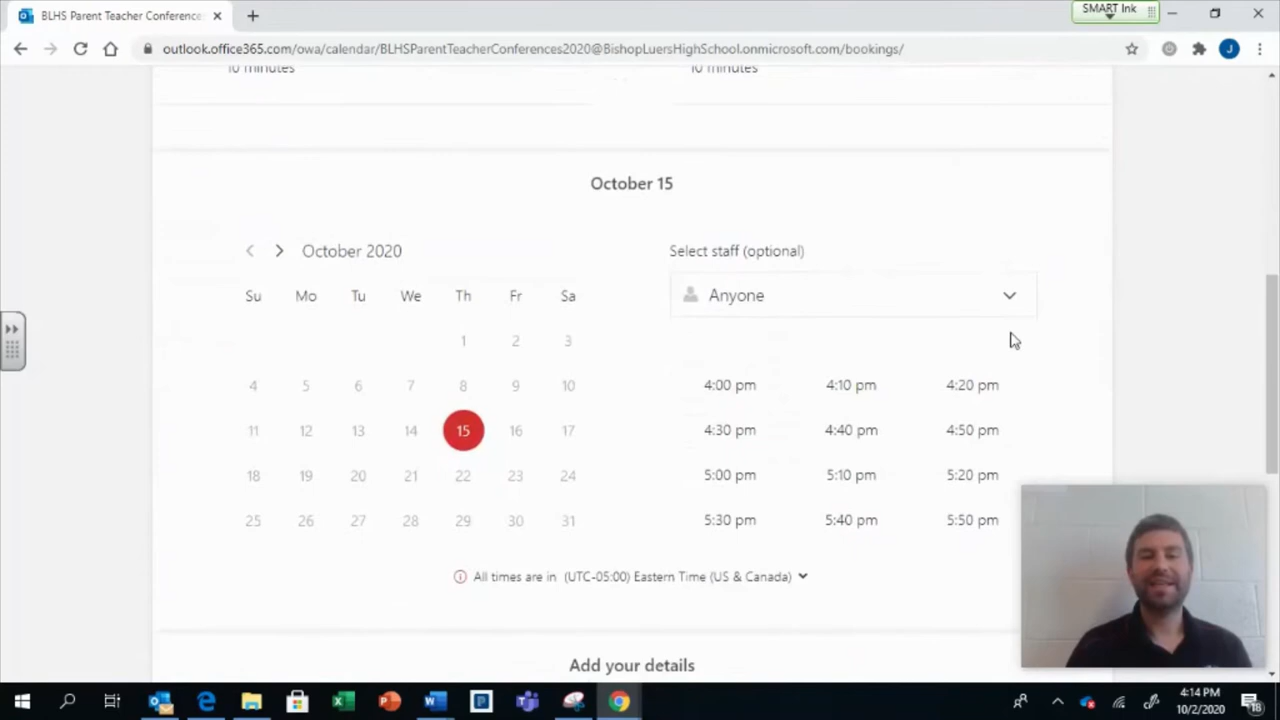 BLHS Parent Teacher Conference
SMART Ink
outlook.office365.com/owa/calendar/BLHSParentTeacherConferences2020@BishopLuersHighSchool.onmicrosoft.com/bookings/
J
10 minutes 10 minutes
October 15
October 2020
Select staff (optional)
Su Mo Tu We Th Fr Sa
Anyone
1 2 3
4 5 6 7 8 9 10
4:00 pm 4:10 pm 4:20 pm
11 12 13 14 15 16 17
4:30 pm 4:40 pm 4:50 pm
18 19 20 21 22 23 24
5:00 pm 5:10 pm 5:20 pm
25 26 27 28 29 30 31
5:30 pm 5:40 pm 5:50 pm
All times are in (UTC-05:00) Eastern Time (US & Canada)
Add your details
4:14 PM
10/2/2020
18